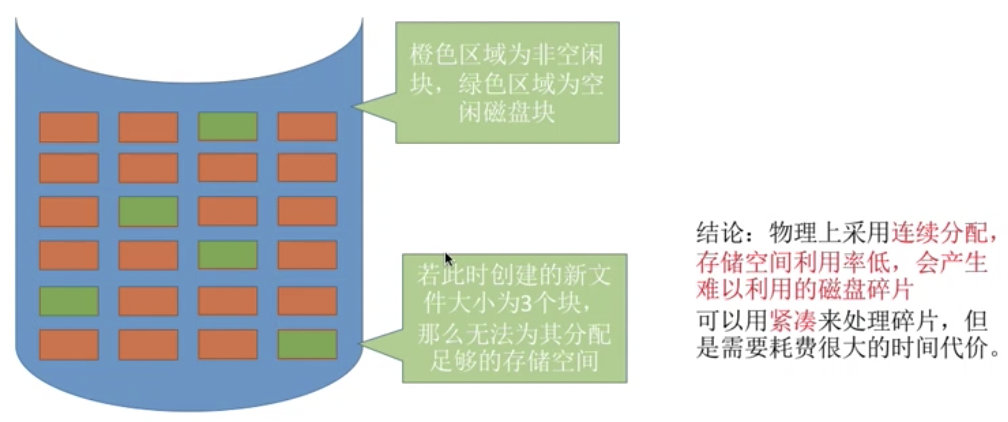 橙色区域为非空闲
块，绿色区域为空
闲磁盘块
若此时创建的新文
件大小为3个块，
那么无法为其分配
足够的存储空间
结论：物理上采用连续分配，
存储空间利用率低，会产生
难以利用的磁盘碎片
可以用紧凑来处理碎片，但
是需要耗费很大的时间代价。